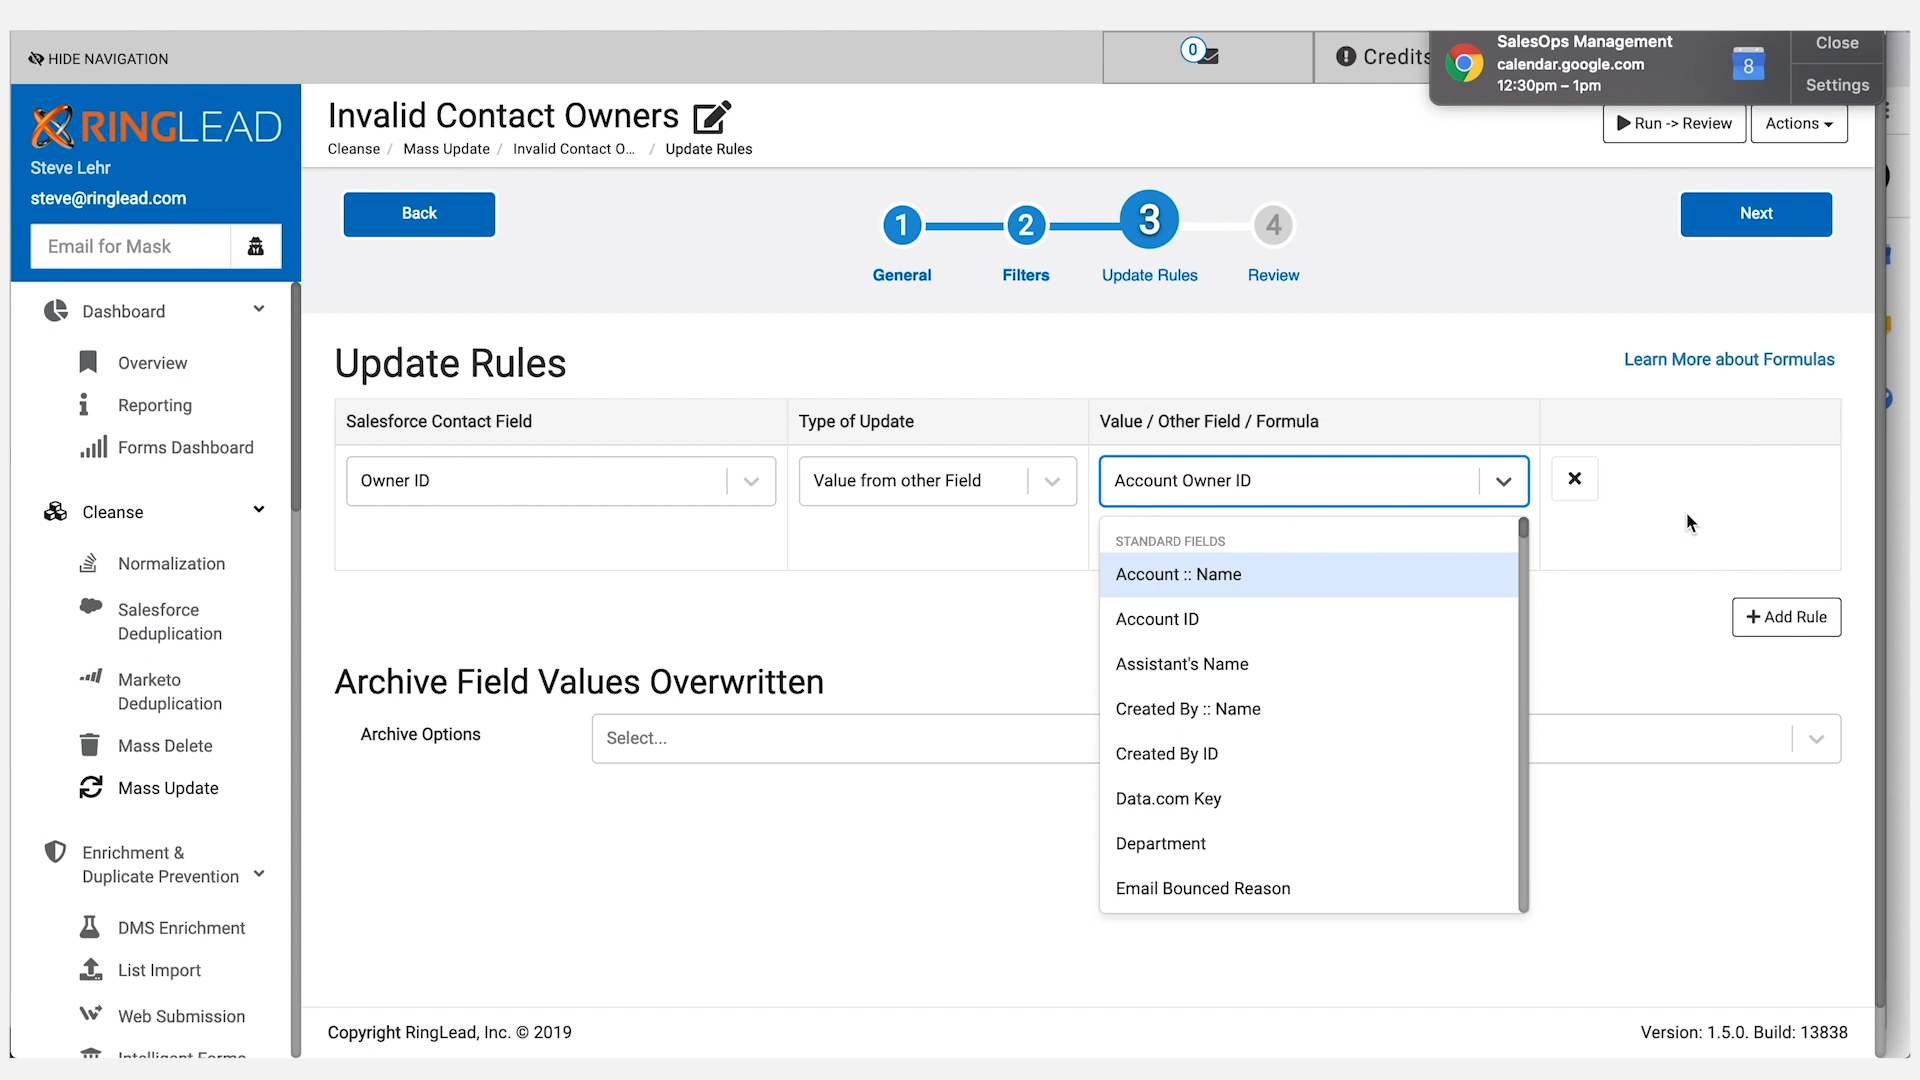 HIDE NAVIGATION
0
Credits
SalesOps Management
calendar.google.com
12:30pm – 1pm
8
Close
Settings
RINGLEAD
Steve Lehr
steve@ringlead.com
Email for Mask
Invalid Contact Owners
Cleanse / Mass Update / Invalid Contact O... / Update Rules
Run -> Review
Actions
Back
1
2
3
4
General
Filters
Update Rules
Review
Next
Dashboard
Overview
Reporting
Forms Dashboard
Cleanse
Normalization
Salesforce
Deduplication
Marketo
Deduplication
Mass Delete
Mass Update
Enrichment &
Duplicate Prevention
DMS Enrichment
List Import
Web Submission
Intelligent Forms
Update Rules
Learn More about Formulas
Salesforce Contact Field
Type of Update
Value / Other Field / Formula
Owner ID
Value from other Field
Account Owner ID
STANDARD FIELDS
Account :: Name
Account ID
Assistant's Name
Created By :: Name
Created By ID
Data.com Key
Department
Email Bounced Reason
+ Add Rule
Archive Field Values Overwritten
Archive Options
Select...
Copyright RingLead, Inc. © 2019
Version: 1.5.0. Build: 13838